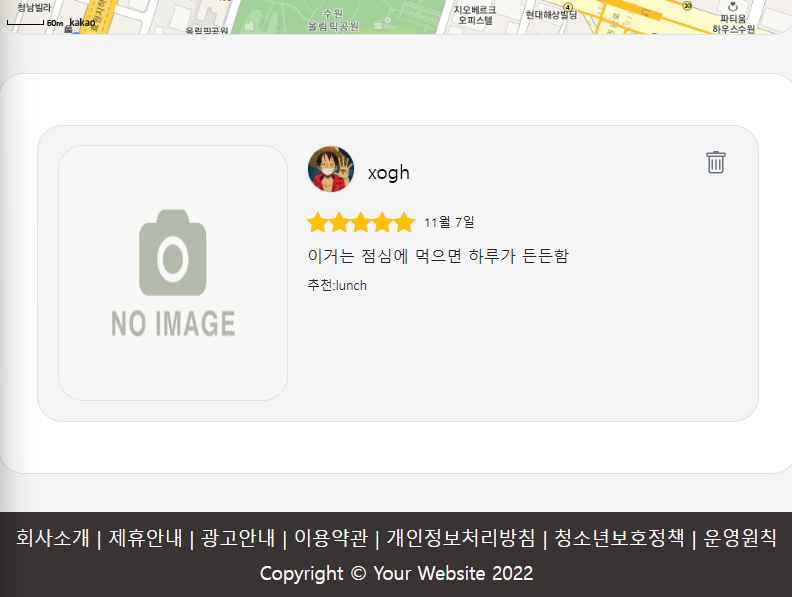 청남빌라
60m kakao
올림픽공원
수원
올림픽공원
지오베르크
오피스텔
현대해상빌딩
4
10
파티움
하우스수원
NO IMAGE
xogh
11월 7일
이거는 점심에 먹으면 하루가 든든함
추천:lunch
회사소개 | 제휴안내 | 광고안내 | 이용약관 | 개인정보처리방침 | 청소년보호정책 | 운영원칙
Copyright © Your Website 2022